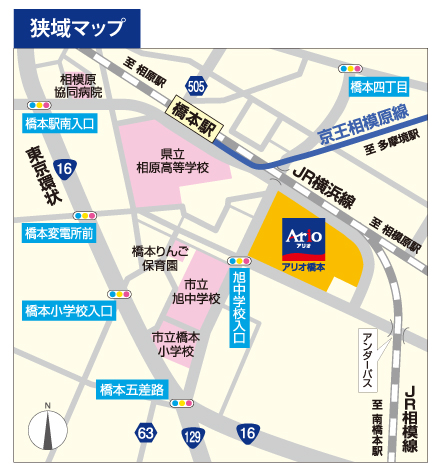 狭域マップ
至 相原駅
505
相模原
協同病院
橋本四丁目
橋本駅
橋本駅南入口
京王相模原線
至 多摩境駅
東京環状
16
県立
相原高等学校
JR横浜線
至 相模原駅
Ario
アリオ
アリオ橋本
橋本変電所前
橋本りんご
保育園
旭中学校入口
市立
旭中学校
橋本小学校入口
市立橋本
小学校
アンダーパス
JR相模線
至 南橋本駅
橋本五差路
N
63
129
16